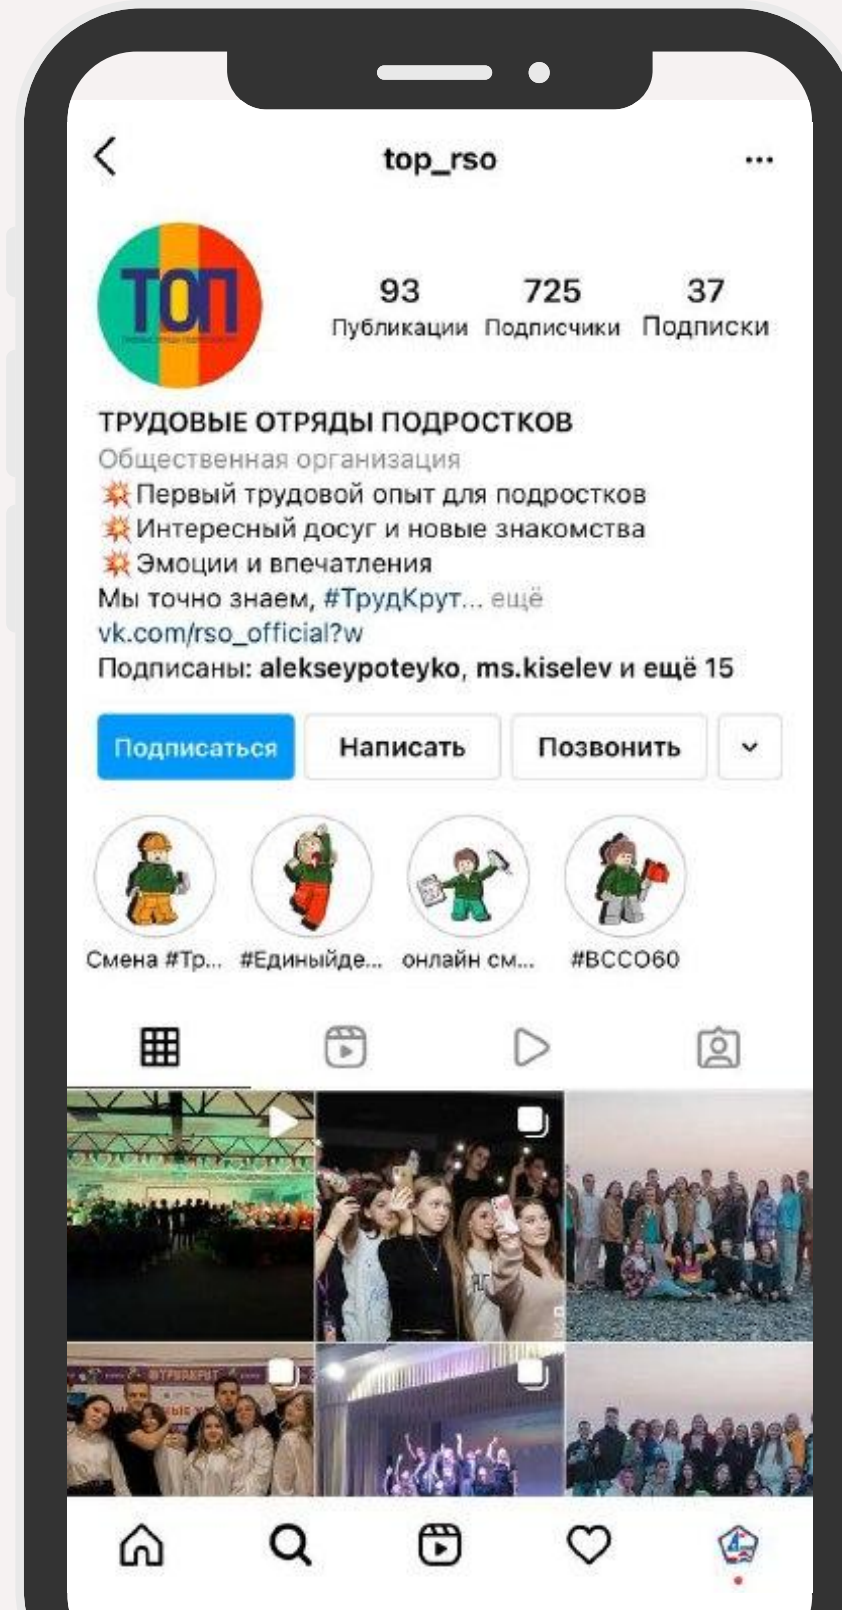 top_rso
ТОП
93 725 37
Публикации Подписчики Подписки
ТРУДОВЫЕ ОТРЯДЫ ПОДРОСТКОВ
Общественная организация
💥 Первый трудовой опыт для подростков
💥 Интересный досуг и новые знакомства
💥 Эмоции и впечатления
Мы точно знаем, #ТрудКрут... ещё
vk.com/rso_official?w
Подписаны: alekseypoteyko, ms.kiselev и ещё 15
Подписаться Написать Позвонить
Смена #Тр... #Единыйде... онлайн см... #ВССО60
#ТРУДКРУТ